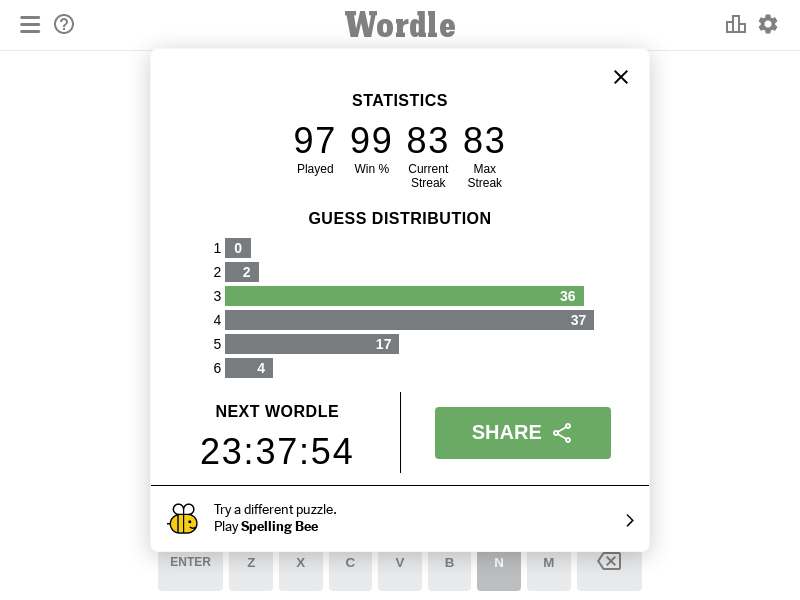 Wordle
STATISTICS
97 99 83 83
Played Win % Current Streak Max Streak
GUESS DISTRIBUTION
1 0
2 2
3 36
4 37
5 17
6 4
NEXT WORDLE
23:37:54
SHARE
Try a different puzzle.
Play Spelling Bee
ENTER Z X C V B N M